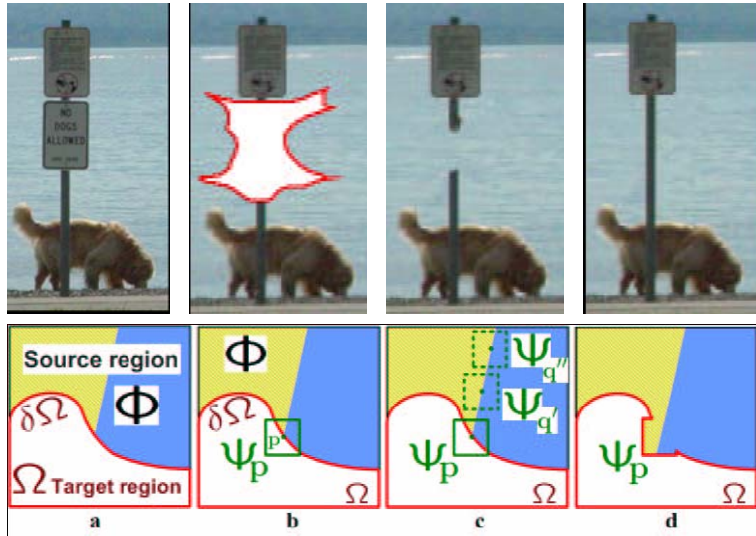 NO
DOGS
ALLOWED
Source region
Φ
δΩ
Ω Target region
Φ
δΩ
p
Ψp
Ω
Ψq''
Ψq'
Ψp
Ω
Ψp
Ω
a b c d